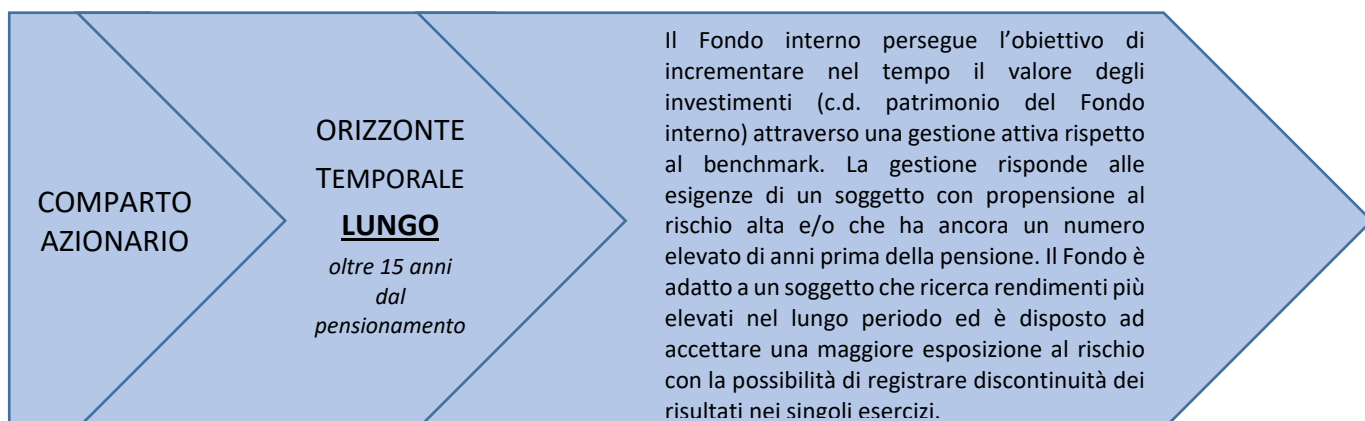 COMPARTO
AZIONARIO
ORIZZONTE
TEMPORALE
LUNGO
oltre 15 anni
dal
pensionamento
Il Fondo interno persegue l’obiettivo di
incrementare nel tempo il valore degli
investimenti (c.d. patrimonio del Fondo
interno) attraverso una gestione attiva rispetto
al benchmark. La gestione risponde alle
esigenze di un soggetto con propensione al
rischio alta e/o che ha ancora un numero
elevato di anni prima della pensione. Il Fondo è
adatto a un soggetto che ricerca rendimenti più
elevati nel lungo periodo ed è disposto ad
accettare una maggiore esposizione al rischio
con la possibilità di registrare discontinuità dei
risultati nei singoli esercizi.